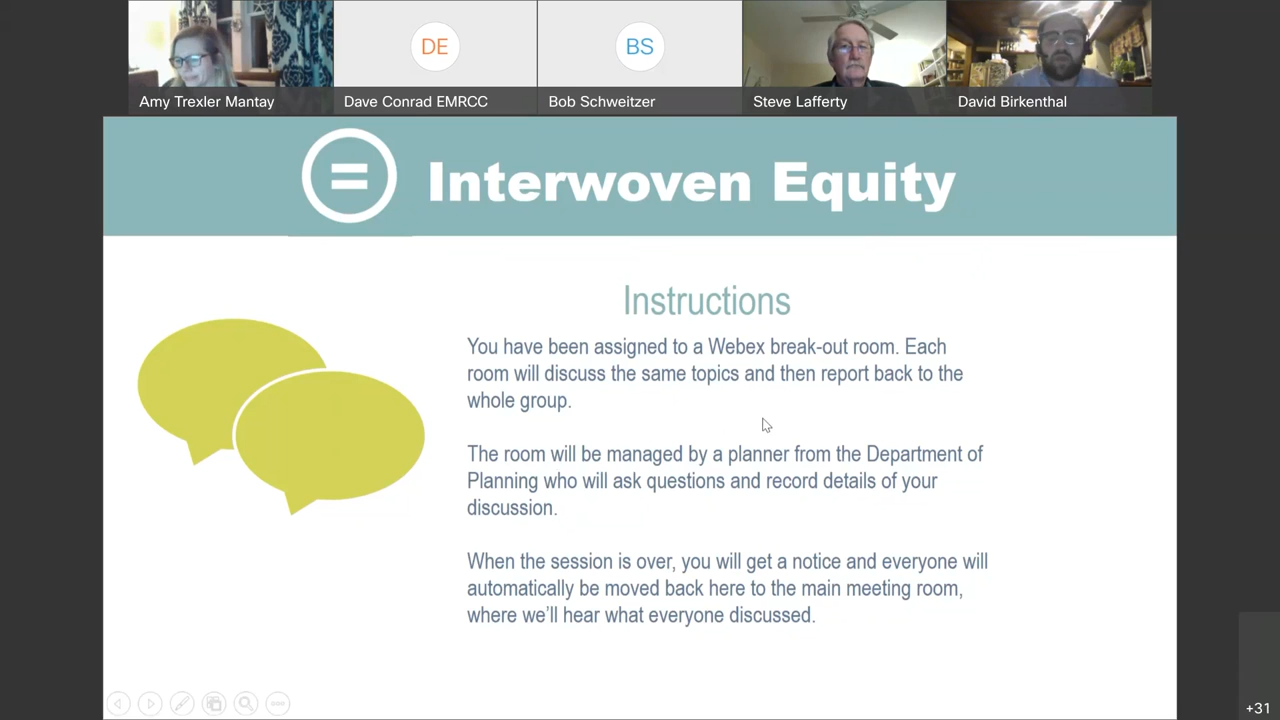 DE
BS
Amy Trexler Mantay
Dave Conrad EMRCC
Bob Schweitzer
Steve Lafferty
David Birkenthal
= Interwoven Equity
Instructions
You have been assigned to a Webex break-out room. Each
room will discuss the same topics and then report back to the
whole group.
The room will be managed by a planner from the Department of
Planning who will ask questions and record details of your
discussion.
When the session is over, you will get a notice and everyone will
automatically be moved back here to the main meeting room,
where we'll hear what everyone discussed.
+31